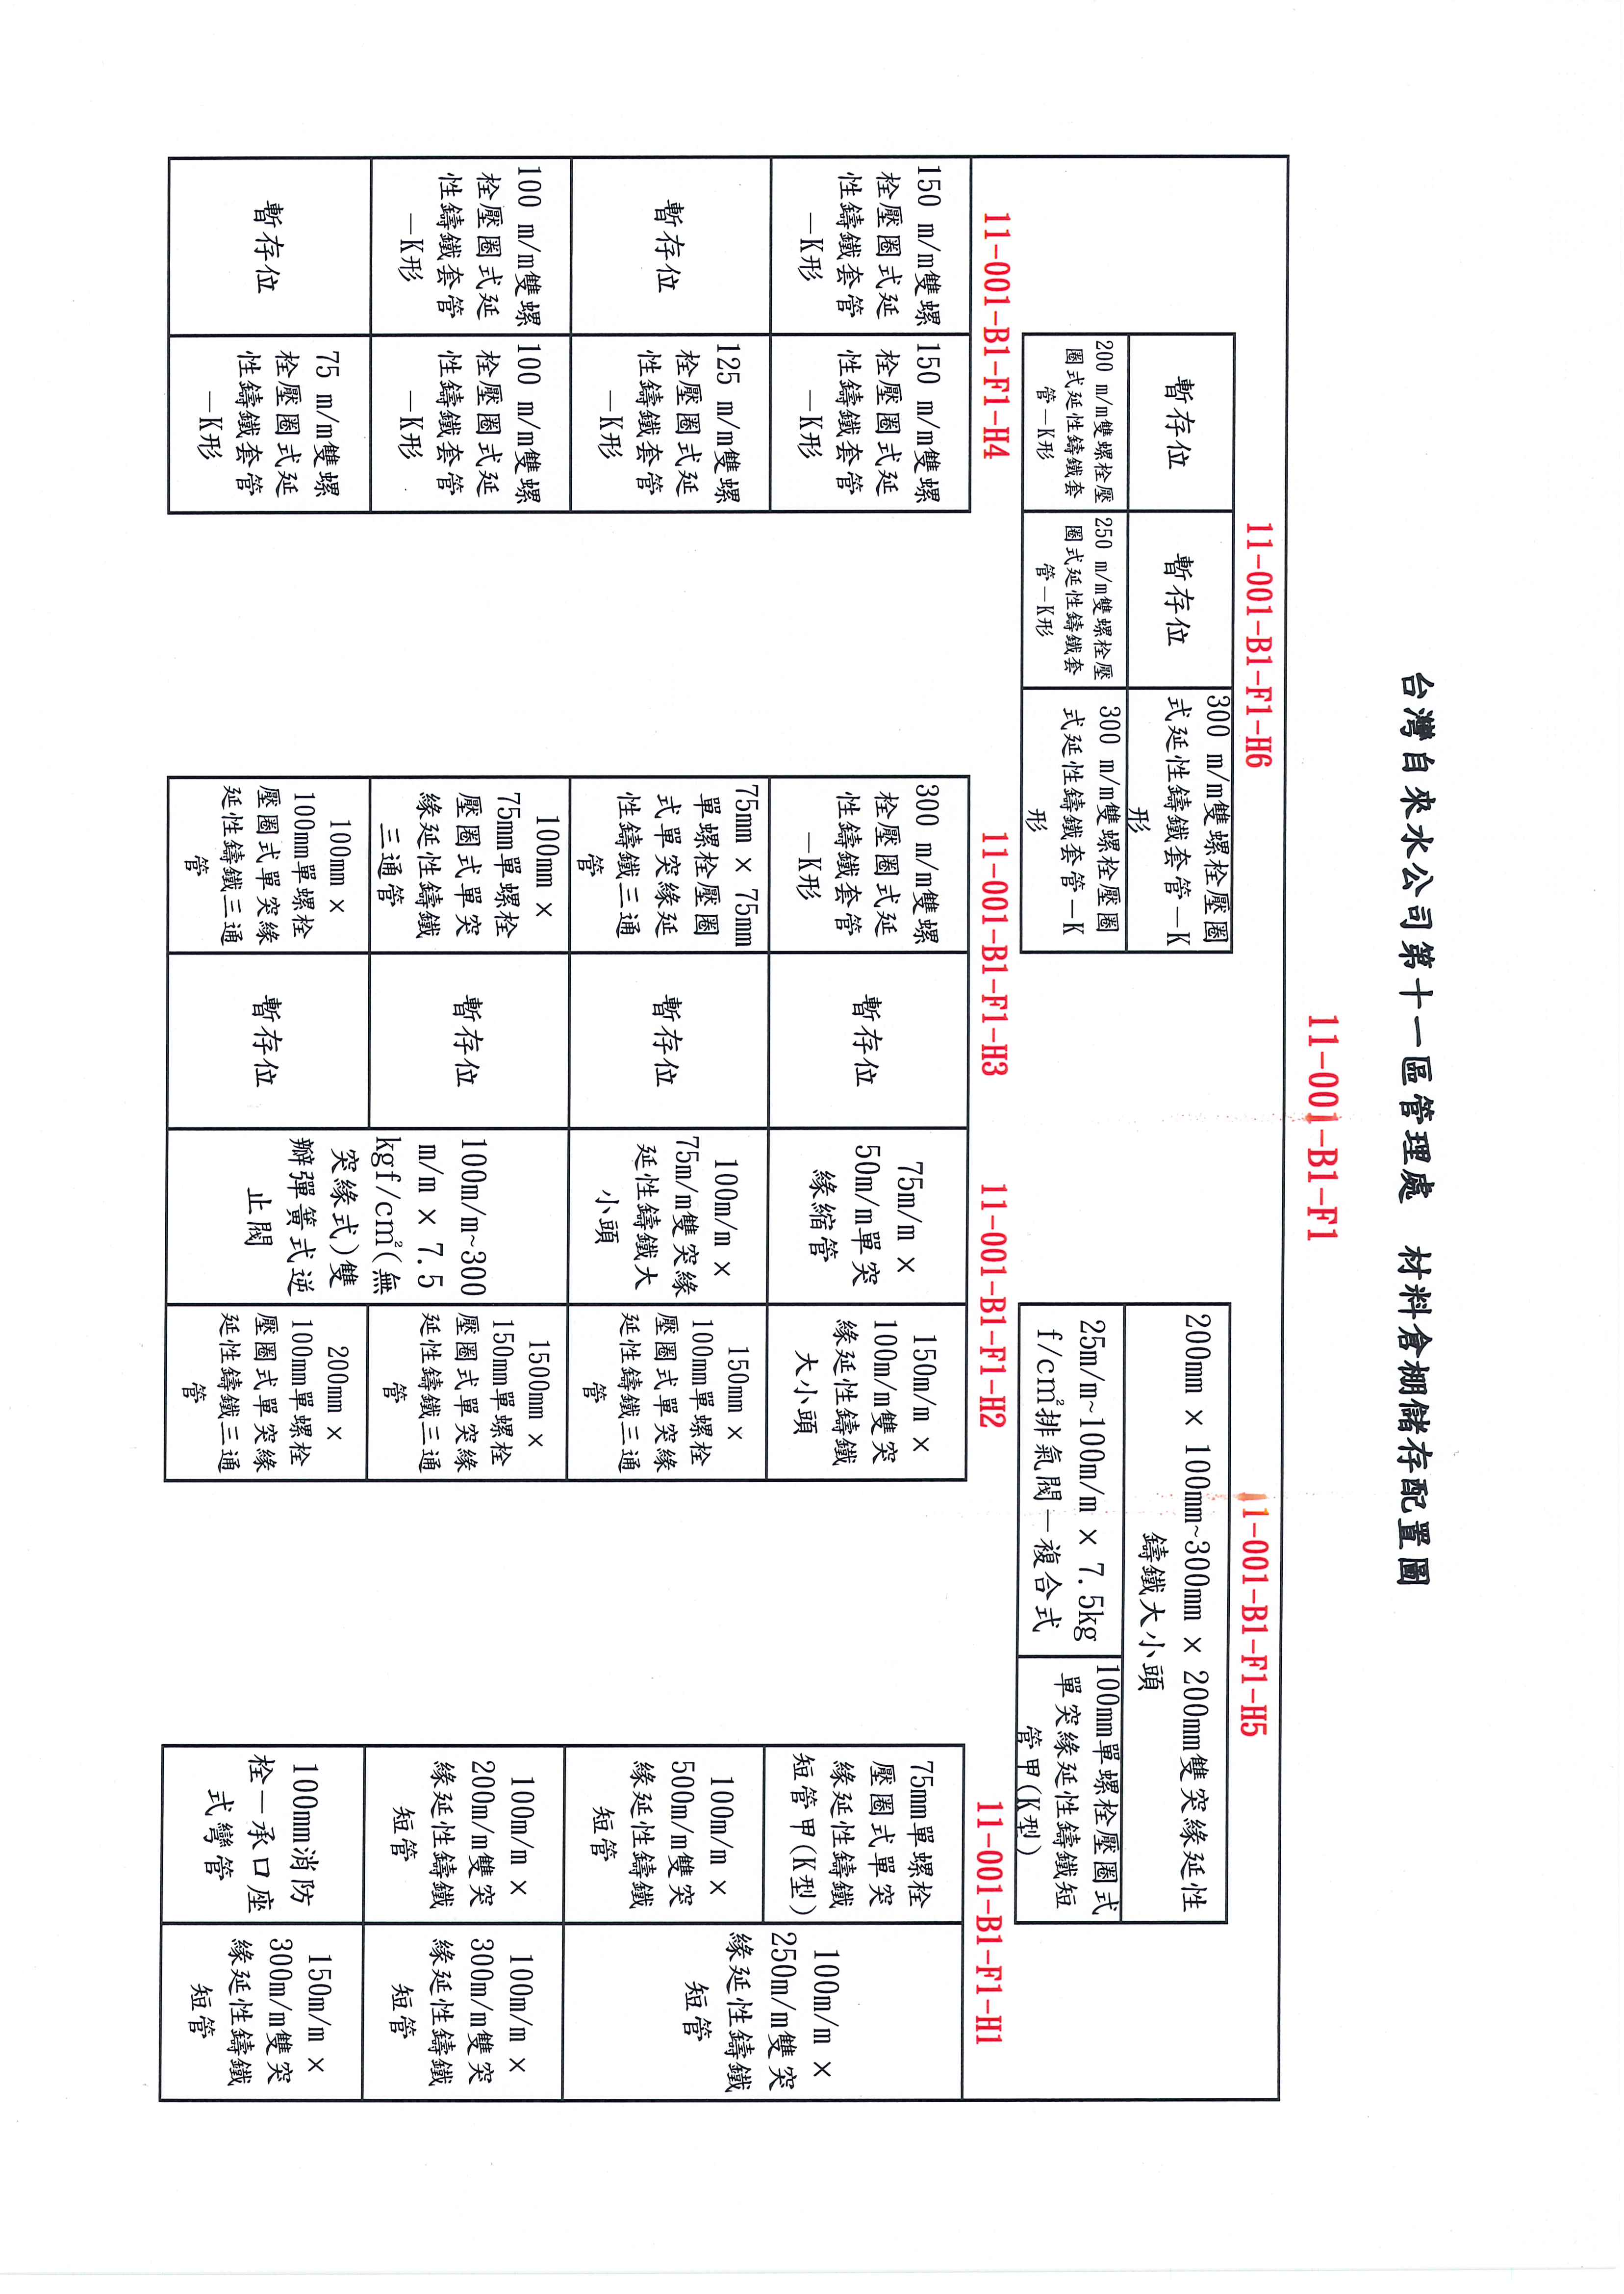 台灣自來水公司第十一區管理處　材料倉棚儲存配置圖
11-001-B1-F1
11-001-B1-F1-H6
暫存位
暫存位
300 m/m雙螺栓壓圈
式延性鑄鐵套管－K
形
200 m/m雙螺栓壓
圈式延性鑄鐵套
管－K形
250 m/m雙螺栓壓
圈式延性鑄鐵套
管－K形
300 m/m雙螺栓壓圈
式延性鑄鐵套管－K
形
11-001-B1-F1-H5
200mm × 100mm~300mm × 200mm雙突緣延性
鑄鐵大小頭
25m/m~100m/m × 7.5kg
f/c㎡排氣閥－複合式
100mm單螺栓壓圈式
單突緣延性鑄鐵短
管甲(K型)
11-001-B1-F1-H4
150 m/m雙螺
栓壓圈式延
性鑄鐵套管
－K形
150 m/m雙螺
栓壓圈式延
性鑄鐵套管
－K形
暫存位
125 m/m雙螺
栓壓圈式延
性鑄鐵套管
－K形
100 m/m雙螺
栓壓圈式延
性鑄鐵套管
－K形
100 m/m雙螺
栓壓圈式延
性鑄鐵套管
－K形
暫存位
75 m/m雙螺
栓壓圈式延
性鑄鐵套管
－K形
11-001-B1-F1-H3
300 m/m雙螺
栓壓圈式延
性鑄鐵套管
－K形
暫存位
75mm × 75mm
單螺栓壓圈
式單突緣延
性鑄鐵三通
管
暫存位
100mm ×
75mm單螺栓
壓圈式單突
緣延性鑄鐵
三通管
暫存位
100mm ×
100mm單螺栓
壓圈式單突緣
延性鑄鐵三通
管
暫存位
11-001-B1-F1-H2
75m/m ×
50m/m單突
緣縮管
150m/m ×
100m/m雙突
緣延性鑄鐵
大小頭
100m/m ×
75m/m雙突緣
延性鑄鐵大
小頭
150mm ×
100mm單螺栓
壓圈式單突緣
延性鑄鐵三通
管
100m/m~300
m/m × 7.5
kgf/c㎡(無
突緣式)雙
瓣彈簧式逆
止閥
1500mm ×
150mm單螺栓
壓圈式單突緣
延性鑄鐵三通
管
200mm ×
100mm單螺栓
壓圈式單突緣
延性鑄鐵三通
管
11-001-B1-F1-H1
75mm單螺栓
壓圈式單突
緣延性鑄鐵
短管甲(K型)
100m/m ×
250m/m雙突
緣延性鑄鐵
短管
100m/m ×
500m/m雙突
緣延性鑄鐵
短管
100m/m ×
200m/m雙突
緣延性鑄鐵
短管
100m/m ×
300m/m雙突
緣延性鑄鐵
短管
100mm消防
栓－承口座
式彎管
150m/m ×
300m/m雙突
緣延性鑄鐵
短管